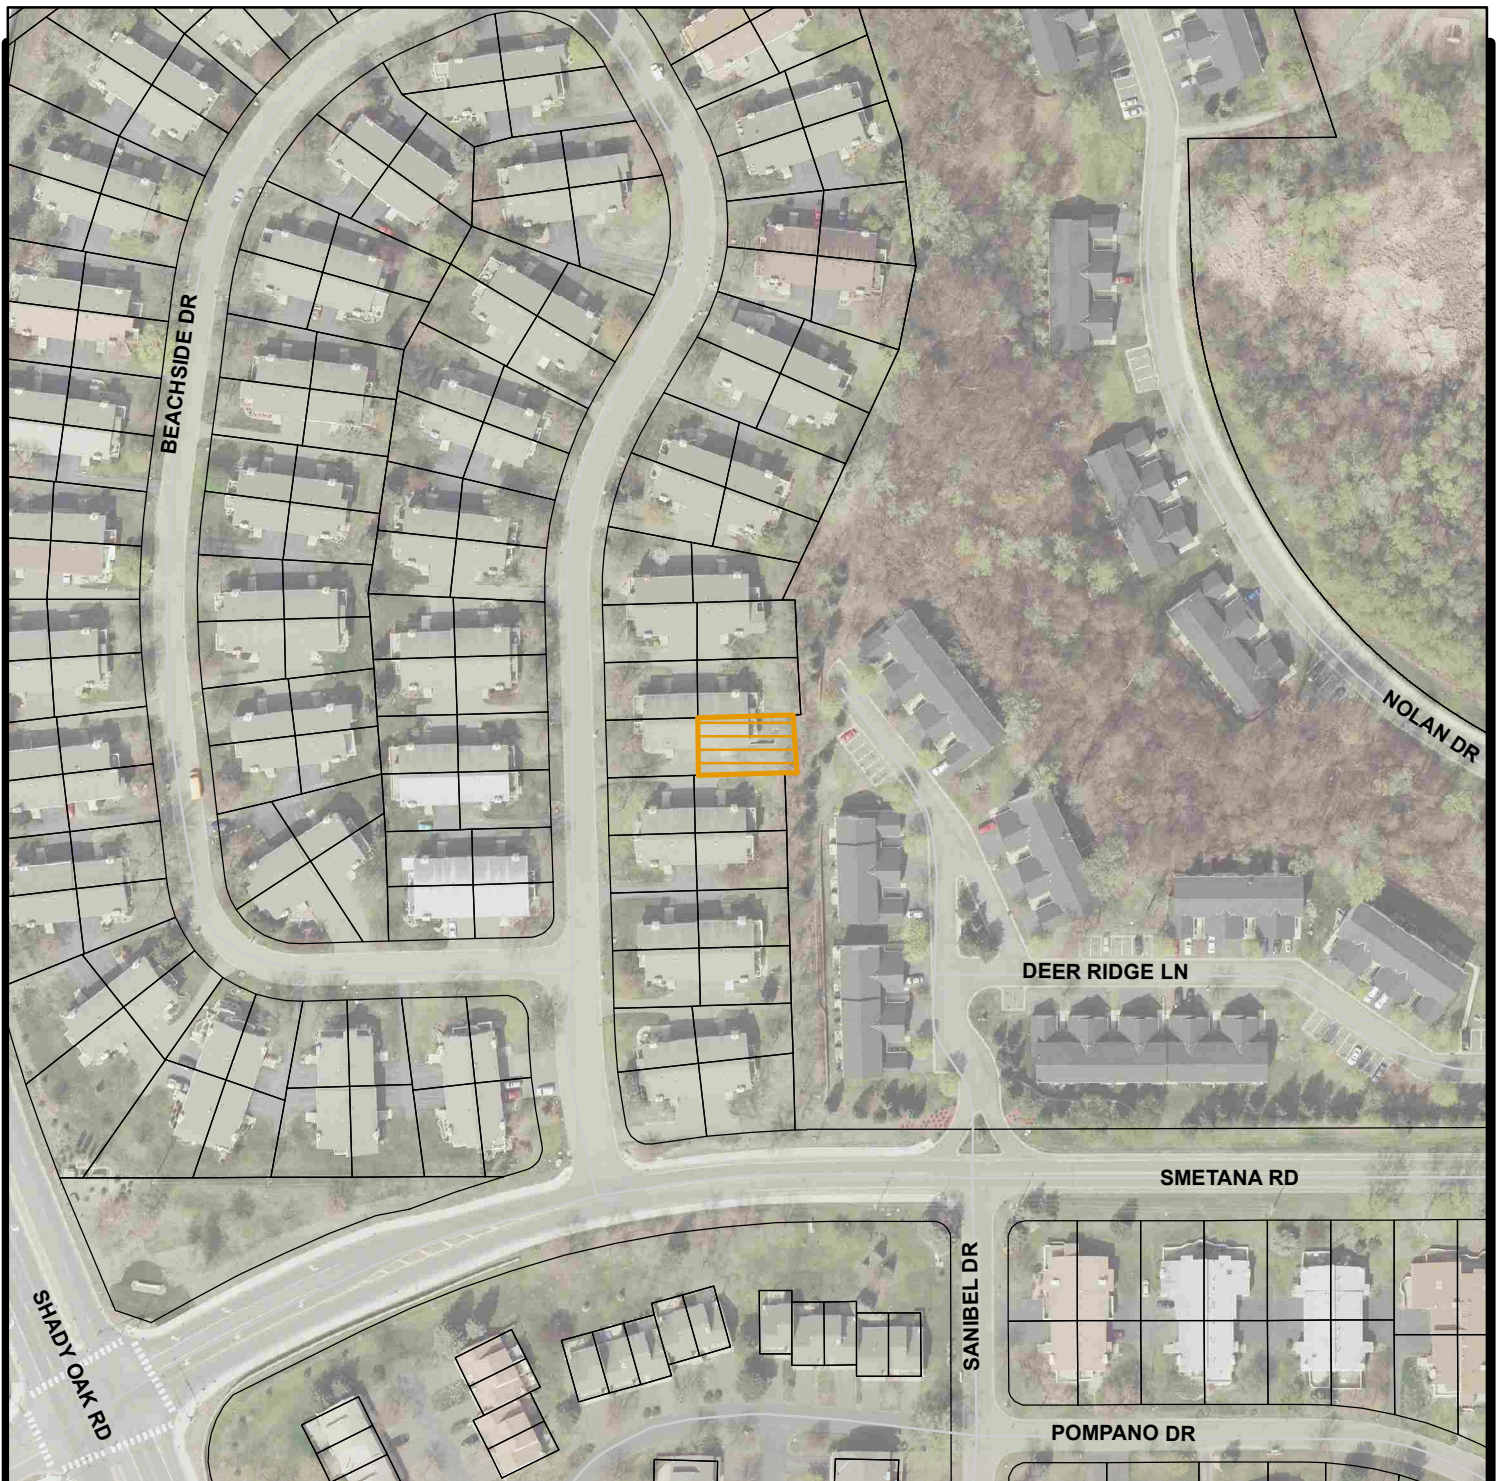 BEACHSIDE DR
NOLAN DR
DEER RIDGE LN
SMETANA RD
SANIBEL DR
SHADY OAK RD
POMPANO DR